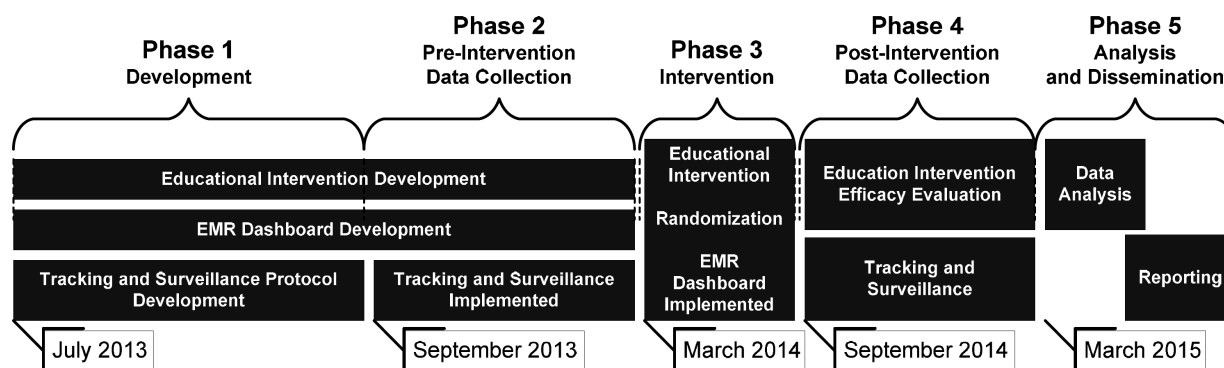 Phase 1
Development
Phase 2
Pre-Intervention
Data Collection
Phase 3
Intervention
Phase 4
Post-Intervention
Data Collection
Phase 5
Analysis
and Dissemination
Educational Intervention Development
EMR Dashboard Development
Tracking and Surveillance Protocol
Development
Tracking and Surveillance
Implemented
Educational
Intervention
Randomization
EMR
Dashboard
Implemented
Education Intervention
Efficacy Evaluation
Tracking and
Surveillance
Data
Analysis
Reporting
July 2013
September 2013
March 2014
September 2014
March 2015